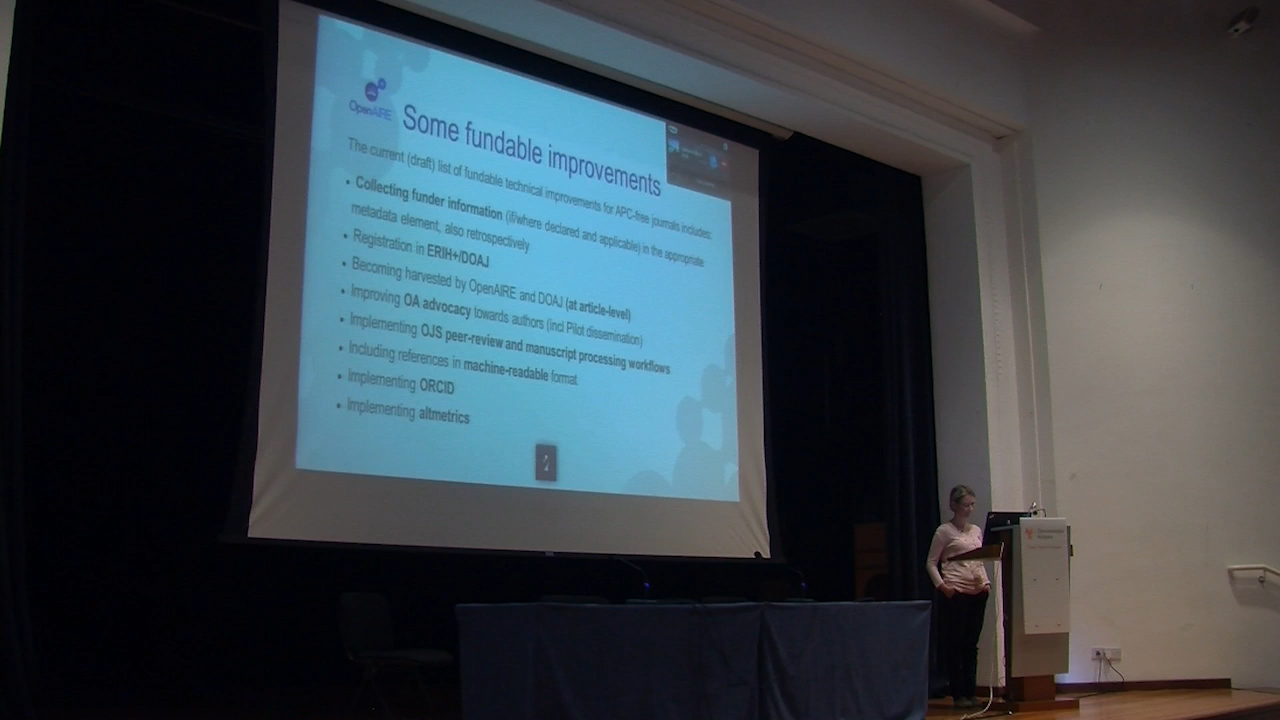 OpenAIRE
Some fundable improvements
The current (draft) list of fundable technical improvements for APC-free journals includes:
• Collecting funder information (if/where declared and applicable) in the appropriate
metadata element, also retrospectively
• Registration in ERIH+/DOAJ
• Becoming harvested by OpenAIRE and DOAJ (at article-level)
• Improving OA advocacy towards authors (incl Pilot dissemination)
• Implementing OJS peer-review and manuscript processing workflows
• Including references in machine-readable format
• Implementing ORCID
• Implementing altmetrics